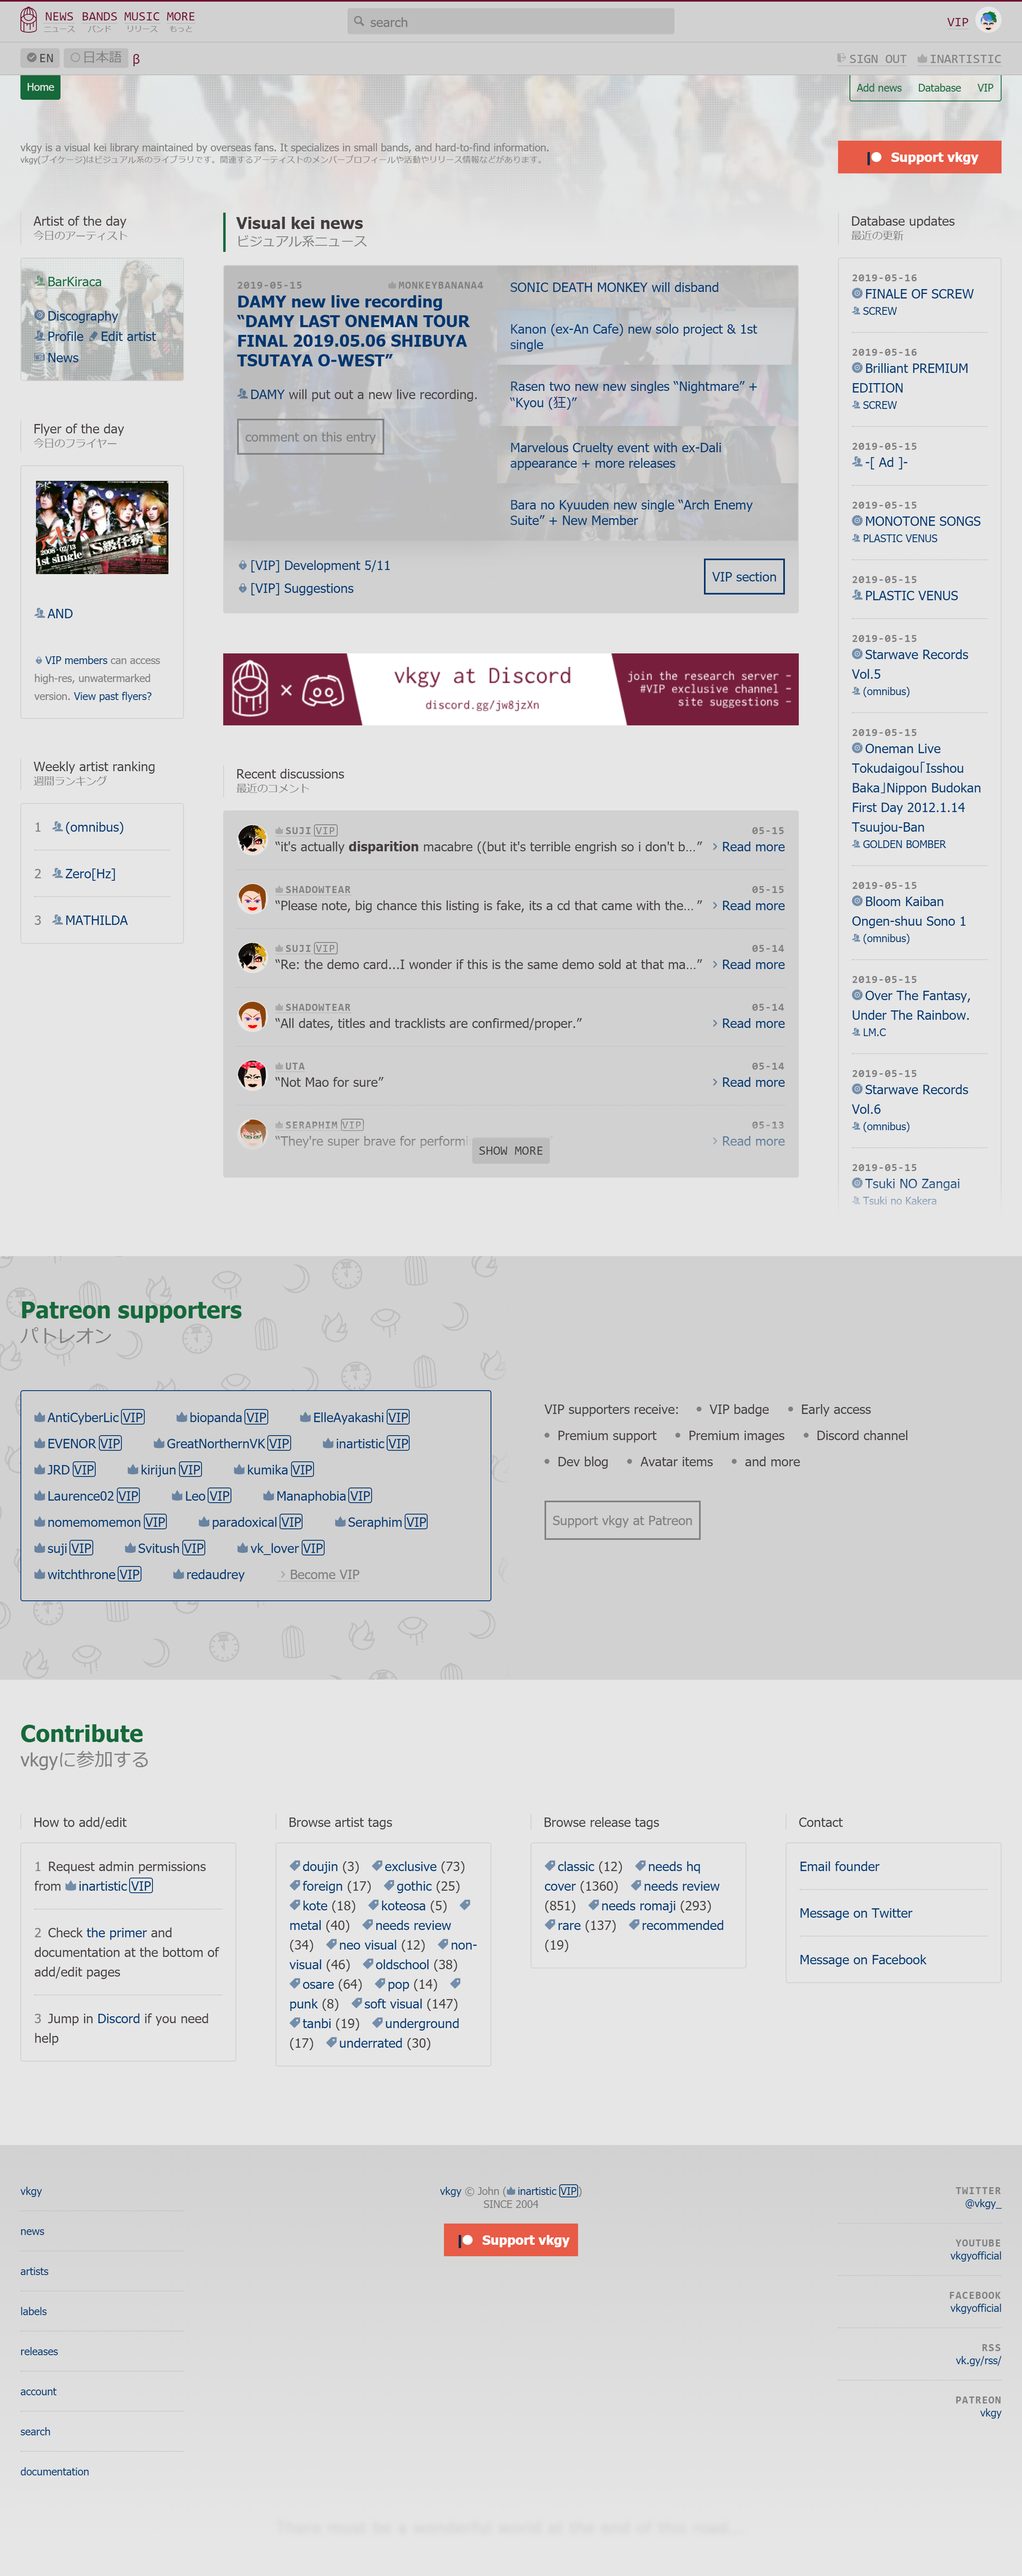 NEWS BANDS MUSIC MORE
ニュース バンド リリース もっと
search
VIP
EN 日本語 β
SIGN OUT INARTISTIC
Home
Add news Database VIP
vkgy is a visual kei library maintained by overseas fans. It specializes in small bands, and hard-to-find information.
vkgy(ブイケージ)はビジュアル系のライブラリです。関連するアーティストのメンバープロフィールや活動やリリース情報などがあります。
Support vkgy
Artist of the day
今日のアーティスト
BarKiraca
Discography
Profile Edit artist
News
Flyer of the day
今日のフライヤー
2008·02/13
1st single
S級任務
AND
VIP members can access
high-res, unwatermarked
version. View past flyers?
Weekly artist ranking
週間ランキング
1 (omnibus)
2 Zero[Hz]
3 MATHILDA
Visual kei news
ビジュアル系ニュース
2019-05-15 MONKEYBANANA4
DAMY new live recording
“DAMY LAST ONEMAN TOUR
FINAL 2019.05.06 SHIBUYA
TSUTAYA O-WEST”
DAMY will put out a new live recording.
comment on this entry
SONIC DEATH MONKEY will disband
Kanon (ex-An Cafe) new solo project & 1st
single
Rasen two new new singles “Nightmare” +
“Kyou (狂)”
Marvelous Cruelty event with ex-Dali
appearance + more releases
Bara no Kyuuden new single “Arch Enemy
Suite” + New Member
[VIP] Development 5/11
[VIP] Suggestions
VIP section
vkgy at Discord
discord.gg/jw8jzXn
join the research server -
#VIP exclusive channel -
site suggestions -
Recent discussions
最近のコメント
SUJI VIP 05-15
“it's actually disparition macabre ((but it's terrible engrish so i don't b…” Read more
SHADOWTEAR 05-15
“Please note, big chance this listing is fake, its a cd that came with the… ” Read more
SUJI VIP 05-14
“Re: the demo card...I wonder if this is the same demo sold at that ma…” Read more
SHADOWTEAR 05-14
“All dates, titles and tracklists are confirmed/proper.” Read more
UTA 05-14
“Not Mao for sure” Read more
SERAPHIM VIP 05-13
“They're super brave for performi Read more
SHOW MORE
Database updates
最近の更新
2019-05-16
FINALE OF SCREW
SCREW
2019-05-16
Brilliant PREMIUM
EDITION
SCREW
2019-05-15
-[ Ad ]-
2019-05-15
MONOTONE SONGS
PLASTIC VENUS
2019-05-15
PLASTIC VENUS
2019-05-15
Starwave Records
Vol.5
(omnibus)
2019-05-15
Oneman Live
Tokudaigou｢Isshou
Baka｣Nippon Budokan
First Day 2012.1.14
Tsuujou-Ban
GOLDEN BOMBER
2019-05-15
Bloom Kaiban
Ongen-shuu Sono 1
(omnibus)
2019-05-15
Over The Fantasy,
Under The Rainbow.
LM.C
2019-05-15
Starwave Records
Vol.6
(omnibus)
2019-05-15
Tsuki NO Zangai
Tsuki no Kakera
Patreon supporters
パトレオン
AntiCyberLic VIP biopanda VIP ElleAyakashi VIP
EVENOR VIP GreatNorthernVK VIP inartistic VIP
JRD VIP kirijun VIP kumika VIP
Laurence02 VIP Leo VIP Manaphobia VIP
nomemomemon VIP paradoxical VIP Seraphim VIP
suji VIP Svitush VIP vk_lover VIP
witchthrone VIP redaudrey Become VIP
VIP supporters receive: • VIP badge • Early access
• Premium support • Premium images • Discord channel
• Dev blog • Avatar items • and more
Support vkgy at Patreon
Contribute
vkgyに参加する
How to add/edit
1 Request admin permissions
from inartistic VIP
2 Check the primer and
documentation at the bottom of
add/edit pages
3 Jump in Discord if you need
help
Browse artist tags
doujin (3) exclusive (73)
foreign (17) gothic (25)
kote (18) koteosa (5)
metal (40) needs review
(34) neo visual (12) non-
visual (46) oldschool (38)
osare (64) pop (14)
punk (8) soft visual (147)
tanbi (19) underground
(17) underrated (30)
Browse release tags
classic (12) needs hq
cover (1360) needs review
(851) needs romaji (293)
rare (137) recommended
(19)
Contact
Email founder
Message on Twitter
Message on Facebook
vkgy
news
artists
labels
releases
account
search
documentation
vkgy © John (inartistic VIP)
SINCE 2004
Support vkgy
TWITTER
@vkgy_
YOUTUBE
vkgyofficial
FACEBOOK
vkgyofficial
RSS
vk.gy/rss/
PATREON
vkgy
There must be a wonderful world at the end of this road...